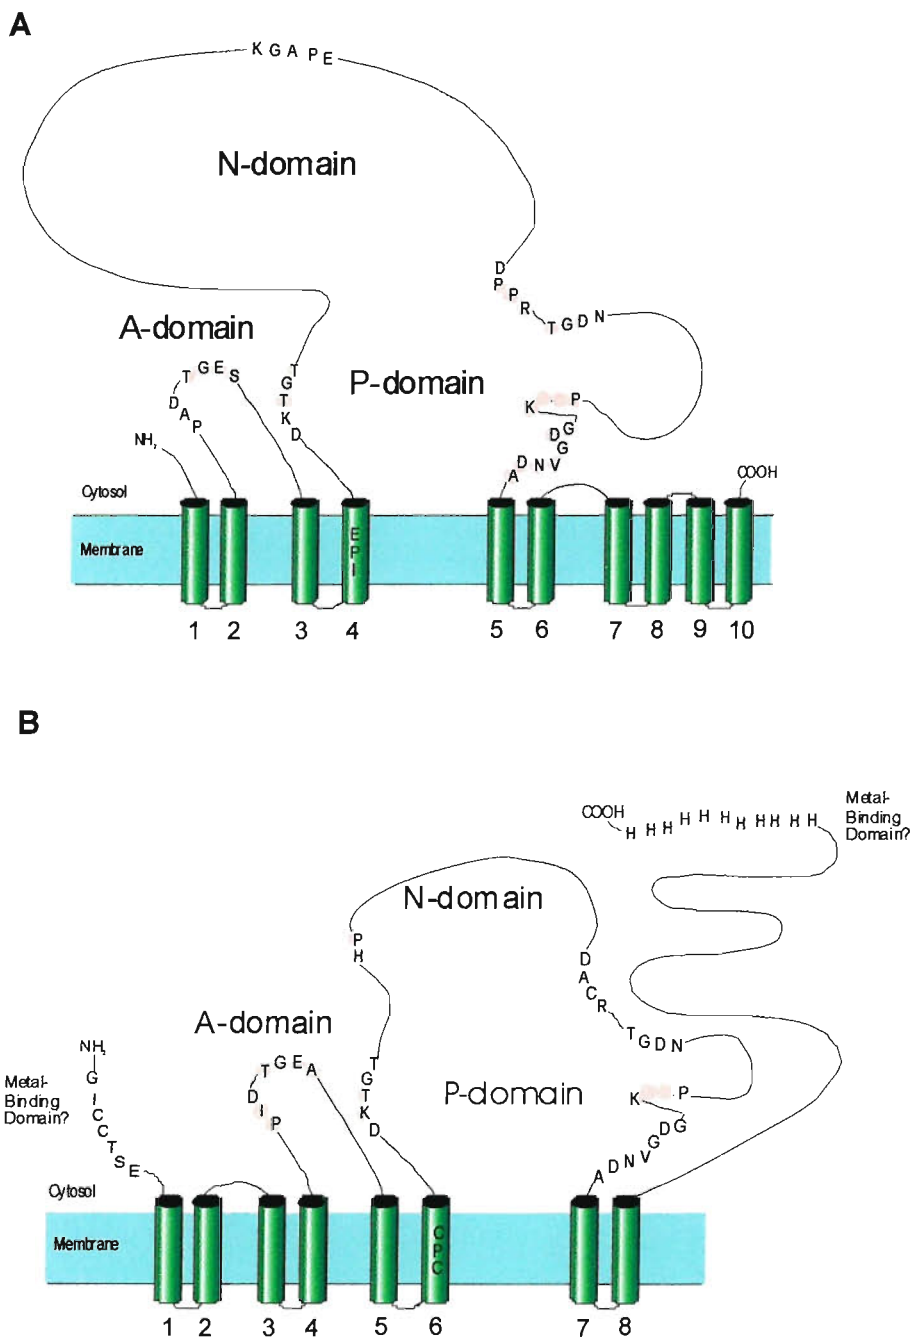 A
K G A P E
N-domain
D
P P R T G D N
A-domain
T G E S
D A P
T G T K D
P-domain
K P
G D G V N D A
NH₂
Cytosol
COOH
Membrane
E P I
1 2 3 4 5 6 7 8 9 10
B
COOH
H H H H H H H H H H H
Metal-
Binding
Domain?
N-domain
P H
D A C R T G D N
A-domain
NH₂
G I C C T S E
Metal-
Binding
Domain?
T G E A
D I P
T G T K D
P-domain
K P
G D G V N D A
Cytosol
Membrane
C P C
1 2 3 4 5 6 7 8